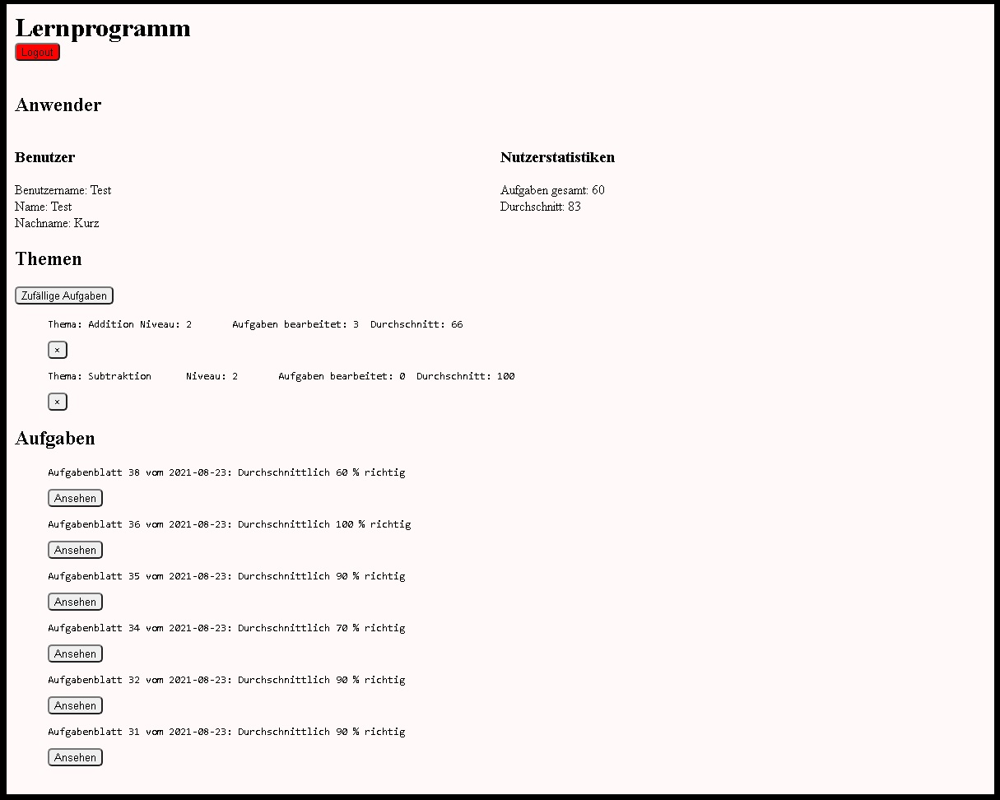 Lernprogramm
Logout
Anwender
Benutzer
Benutzername: Test
Name: Test
Nachname: Kurz
Nutzerstatistiken
Aufgaben gesamt: 60
Durchschnitt: 83
Themen
Zufällige Aufgaben
Thema: Addition Niveau: 2 Aufgaben bearbeitet: 3 Durchschnitt: 66
×
Thema: Subtraktion Niveau: 2 Aufgaben bearbeitet: 0 Durchschnitt: 100
×
Aufgaben
Aufgabenblatt 38 vom 2021-08-23: Durchschnittlich 60 % richtig
Ansehen
Aufgabenblatt 36 vom 2021-08-23: Durchschnittlich 100 % richtig
Ansehen
Aufgabenblatt 35 vom 2021-08-23: Durchschnittlich 90 % richtig
Ansehen
Aufgabenblatt 34 vom 2021-08-23: Durchschnittlich 70 % richtig
Ansehen
Aufgabenblatt 32 vom 2021-08-23: Durchschnittlich 90 % richtig
Ansehen
Aufgabenblatt 31 vom 2021-08-23: Durchschnittlich 90 % richtig
Ansehen